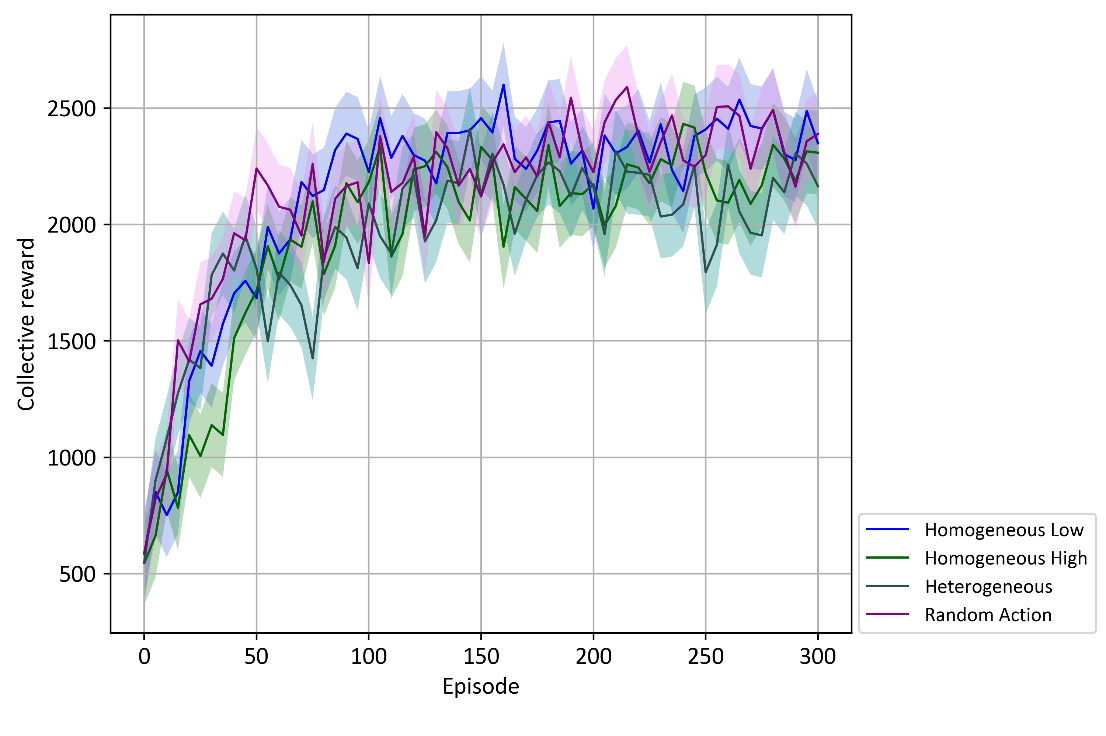 2500
2000
1500
1000
500
Collective reward
0 50 100 150 200 250 300
Episode
Homogeneous Low
Homogeneous High
Heterogeneous
Random Action